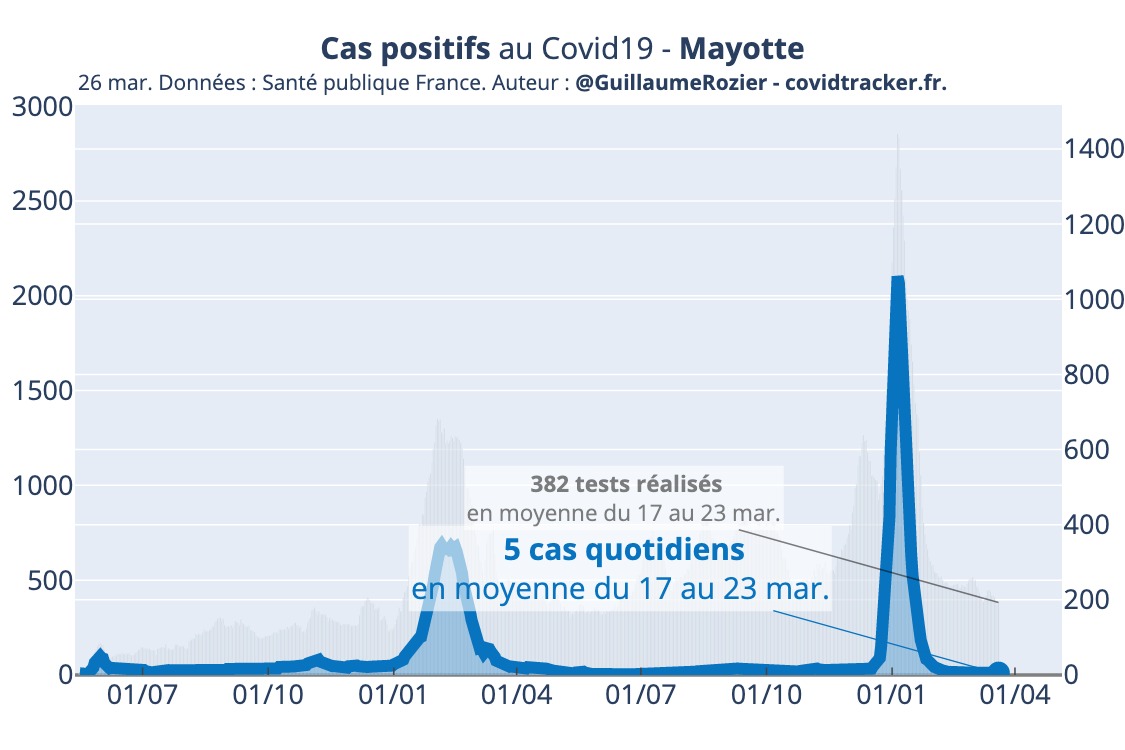 Cas positifs au Covid19 - Mayotte
26 mar. Données : Santé publique France. Auteur : @GuillaumeRozier - covidtracker.fr.
3000
2500
2000
1500
1000
500
0
1400
1200
1000
800
600
400
200
0
382 tests réalisés
en moyenne du 17 au 23 mar.
5 cas quotidiens
en moyenne du 17 au 23 mar.
01/07 01/10 01/01 01/04 01/07 01/10 01/01 01/04